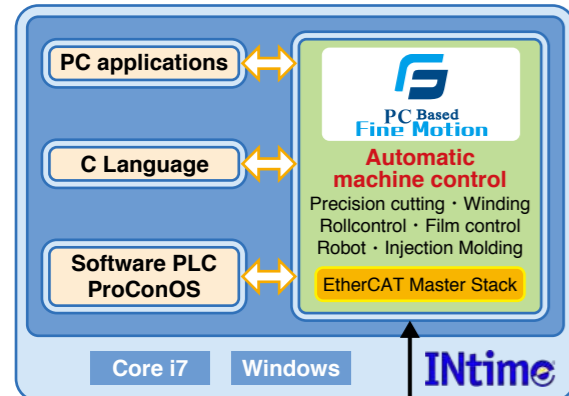 PC applications
PC Based
Fine Motion
C Language
Automatic
machine control
Precision cutting・Winding
Rollcontrol・Film control
Robot・Injection Molding
Software PLC
ProConOS
EtherCAT Master Stack
Core i7
Windows
INtime